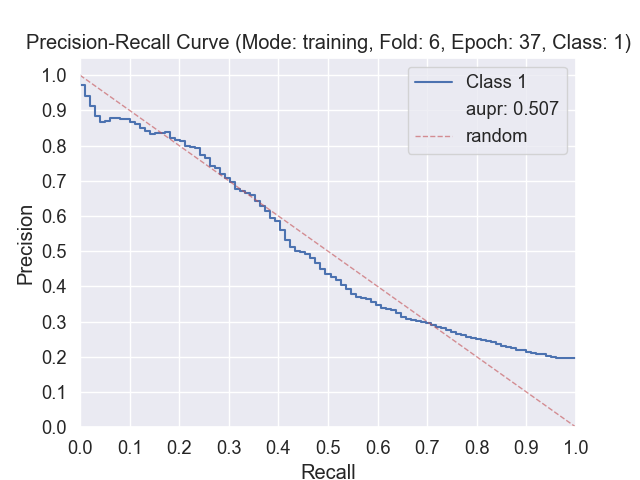 Precision-Recall Curve (Mode: training, Fold: 6, Epoch: 37, Class: 1)
Class 1
aupr: 0.507
random
Precision
1.0
0.9
0.8
0.7
0.6
0.5
0.4
0.3
0.2
0.1
0.0
0.0 0.1 0.2 0.3 0.4 0.5 0.6 0.7 0.8 0.9 1.0
Recall